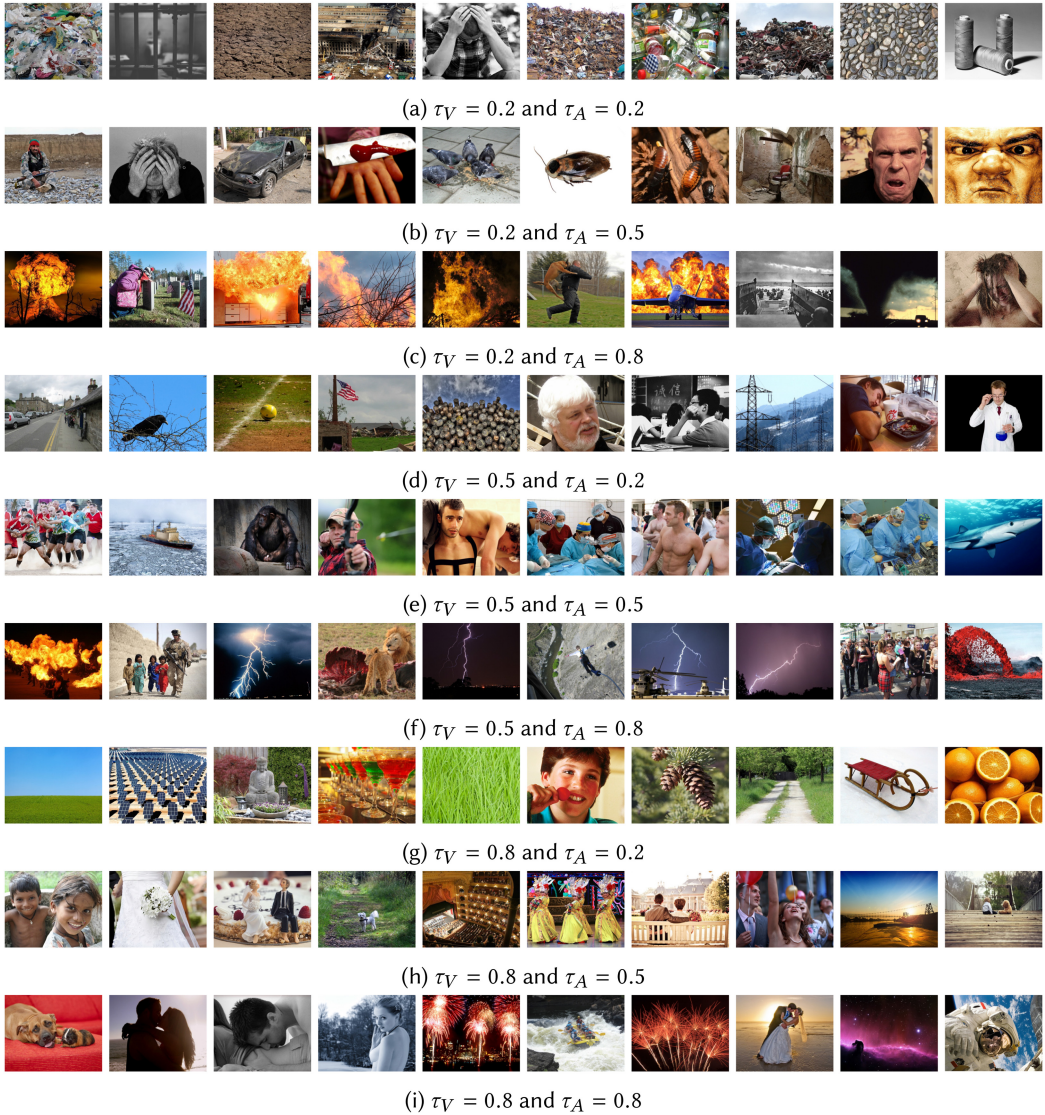 (a) τV = 0.2 and τA = 0.2
(b) τV = 0.2 and τA = 0.5
(c) τV = 0.2 and τA = 0.8
诚信
(d) τV = 0.5 and τA = 0.2
(e) τV = 0.5 and τA = 0.5
(f) τV = 0.5 and τA = 0.8
(g) τV = 0.8 and τA = 0.2
(h) τV = 0.8 and τA = 0.5
(i) τV = 0.8 and τA = 0.8